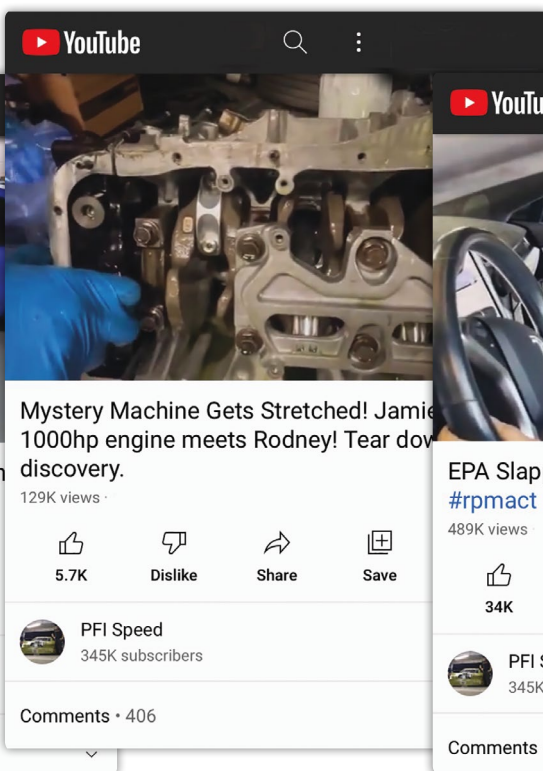 YouTube
Mystery Machine Gets Stretched! Jamie
1000hp engine meets Rodney! Tear dow
discovery.
129K views ·
5.7K
Dislike
Share
Save
PFI Speed
345K subscribers
Comments • 406
YouTu
EPA Slap
#rpmact
489K views
34K
PFI S
345K
Comments